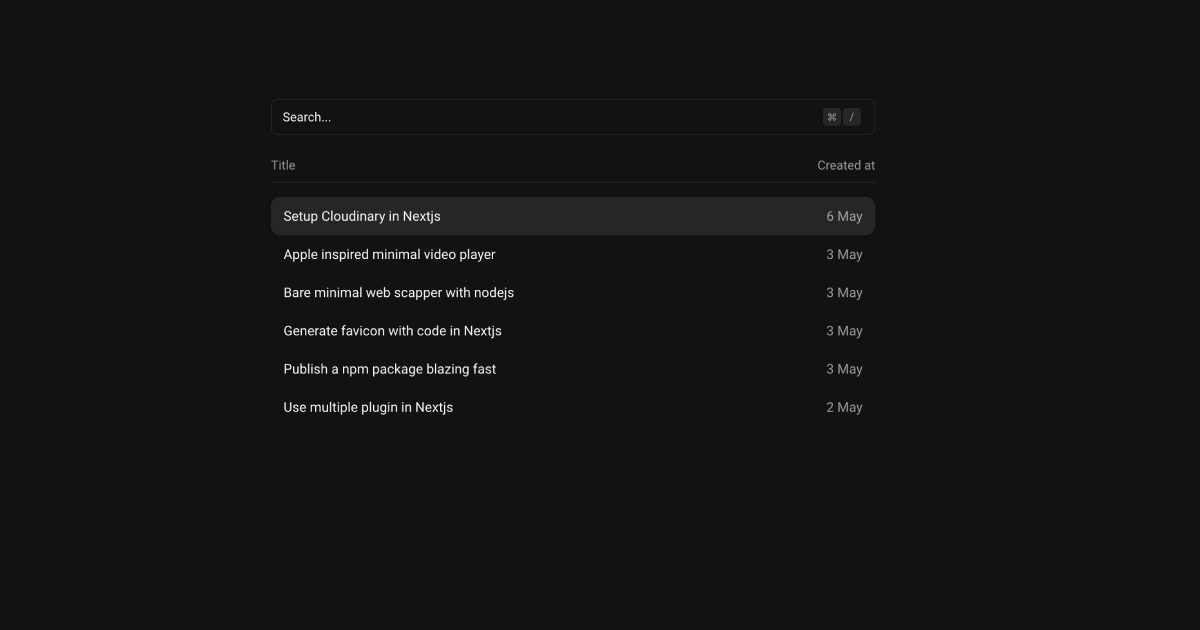 Search... ⌘ /
Title Created at
Setup Cloudinary in Nextjs 6 May
Apple inspired minimal video player 3 May
Bare minimal web scapper with nodejs 3 May
Generate favicon with code in Nextjs 3 May
Publish a npm package blazing fast 3 May
Use multiple plugin in Nextjs 2 May